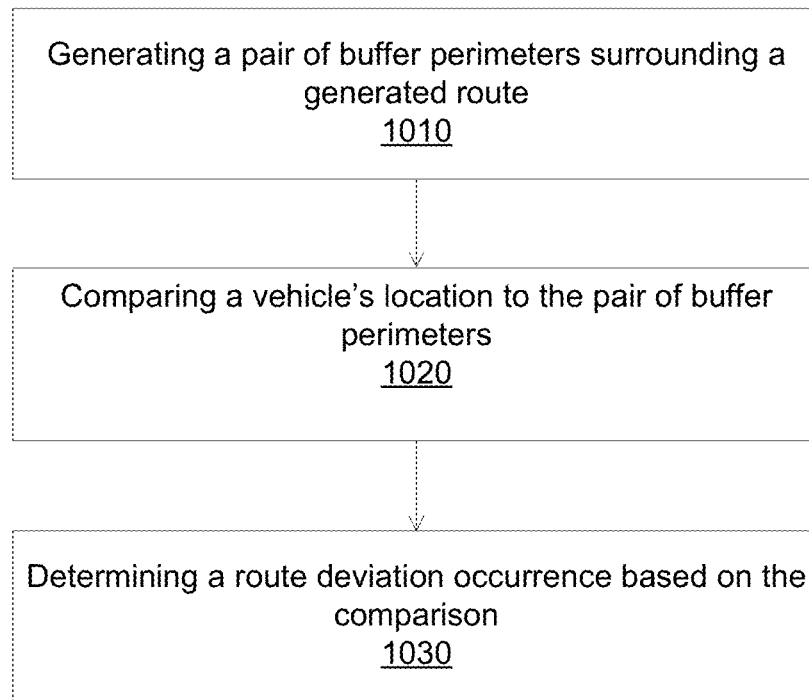 Generating a pair of buffer perimeters surrounding a
generated route
1010
Comparing a vehicle's location to the pair of buffer
perimeters
1020
Determining a route deviation occurrence based on the
comparison
1030